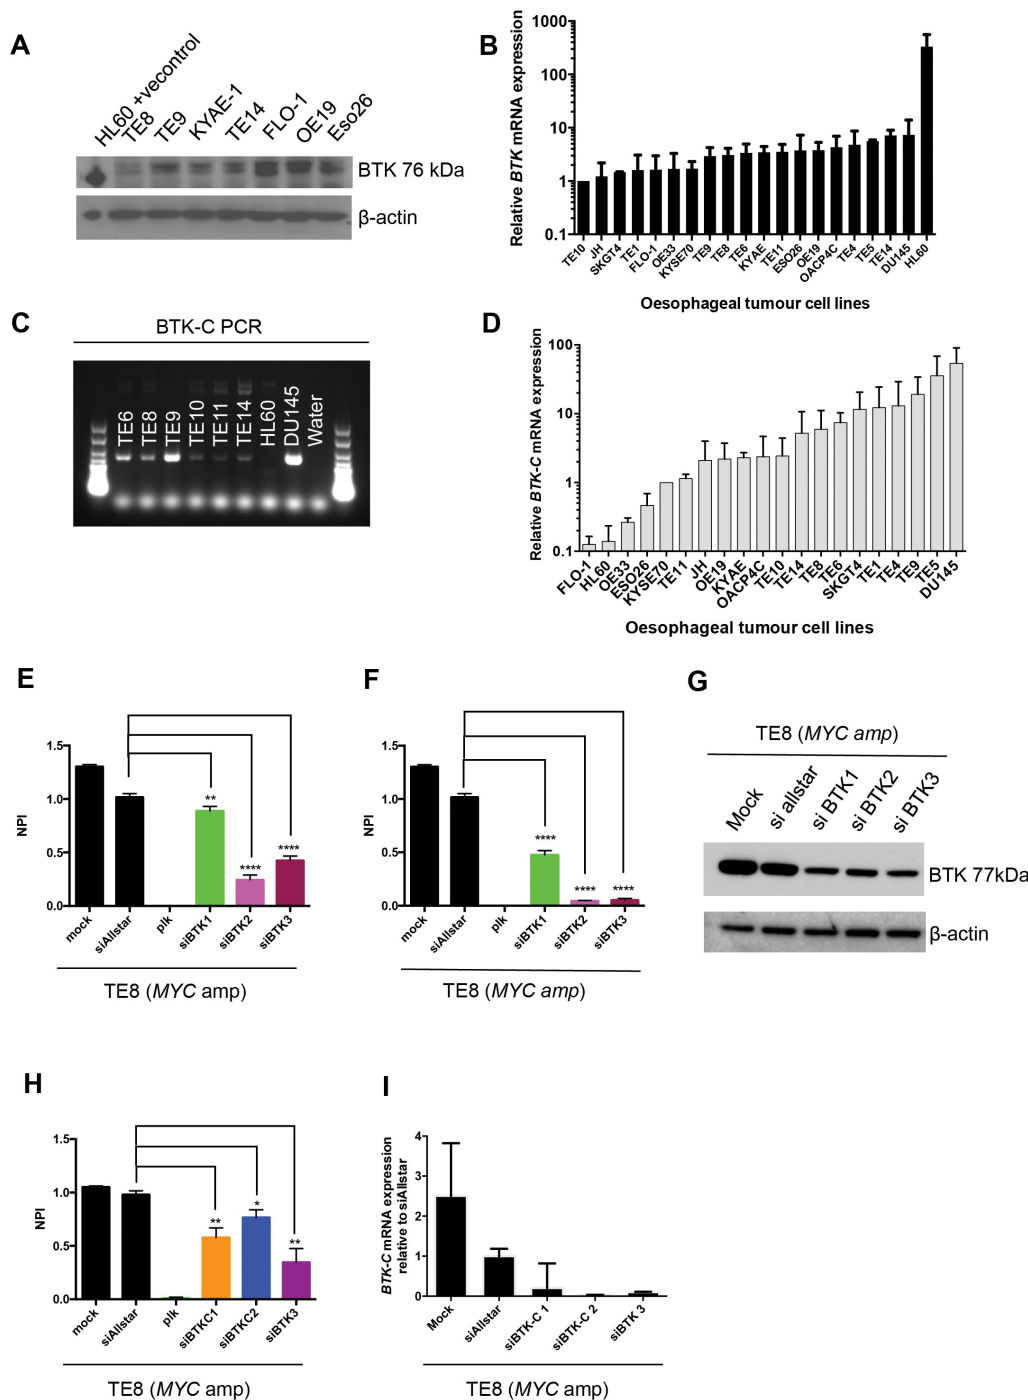 A
HL60 +vecontrol
TE8
TE9
KYAE-1
TE14
FLO-1
OE19
Eso26
BTK 76 kDa
β-actin
B
Relative BTK mRNA expression
1000
100
10
1
0.1
TE10
JH
SKGT4
TE1
FLO-1
OE33
KYSE70
TE9
TE8
TE6
KYAE
TE11
ESO26
OE19
OACP4C
TE4
TE5
TE14
DU145
HL60
Oesophageal tumour cell lines
C
BTK-C PCR
TE6
TE8
TE9
TE10
TE11
TE14
HL60
DU145
Water
D
Relative BTK-C mRNA expression
100
10
1
0.1
FLO-1
HL60
OE33
ESO26
KYSE70
TE11
JH
OE19
KYAE
OACP4C
TE10
TE14
TE8
TE6
SKGT4
TE1
TE4
TE9
TE5
DU145
Oesophageal tumour cell lines
E
NPI
1.5
1.0
0.5
0.0
**
****
****
mock
siAllstar
plk
siBTK1
siBTK2
siBTK3
TE8 (MYC amp)
F
NPI
1.5
1.0
0.5
0.0
****
****
****
mock
siAllstar
plk
siBTK1
siBTK2
siBTK3
TE8 (MYC amp)
G
TE8 (MYC amp)
Mock
si allstar
si BTK1
si BTK2
si BTK3
BTK 77kDa
β-actin
H
NPI
1.5
1.0
0.5
0.0
**
*
**
mock
siAllstar
plk
siBTKC1
siBTKC2
siBTK3
TE8 (MYC amp)
I
BTK-C mRNA expression
relative to siAllstar
4
3
2
1
0
Mock
siAllstar
siBTK-C 1
siBTK-C 2
siBTK 3
TE8 (MYC amp)